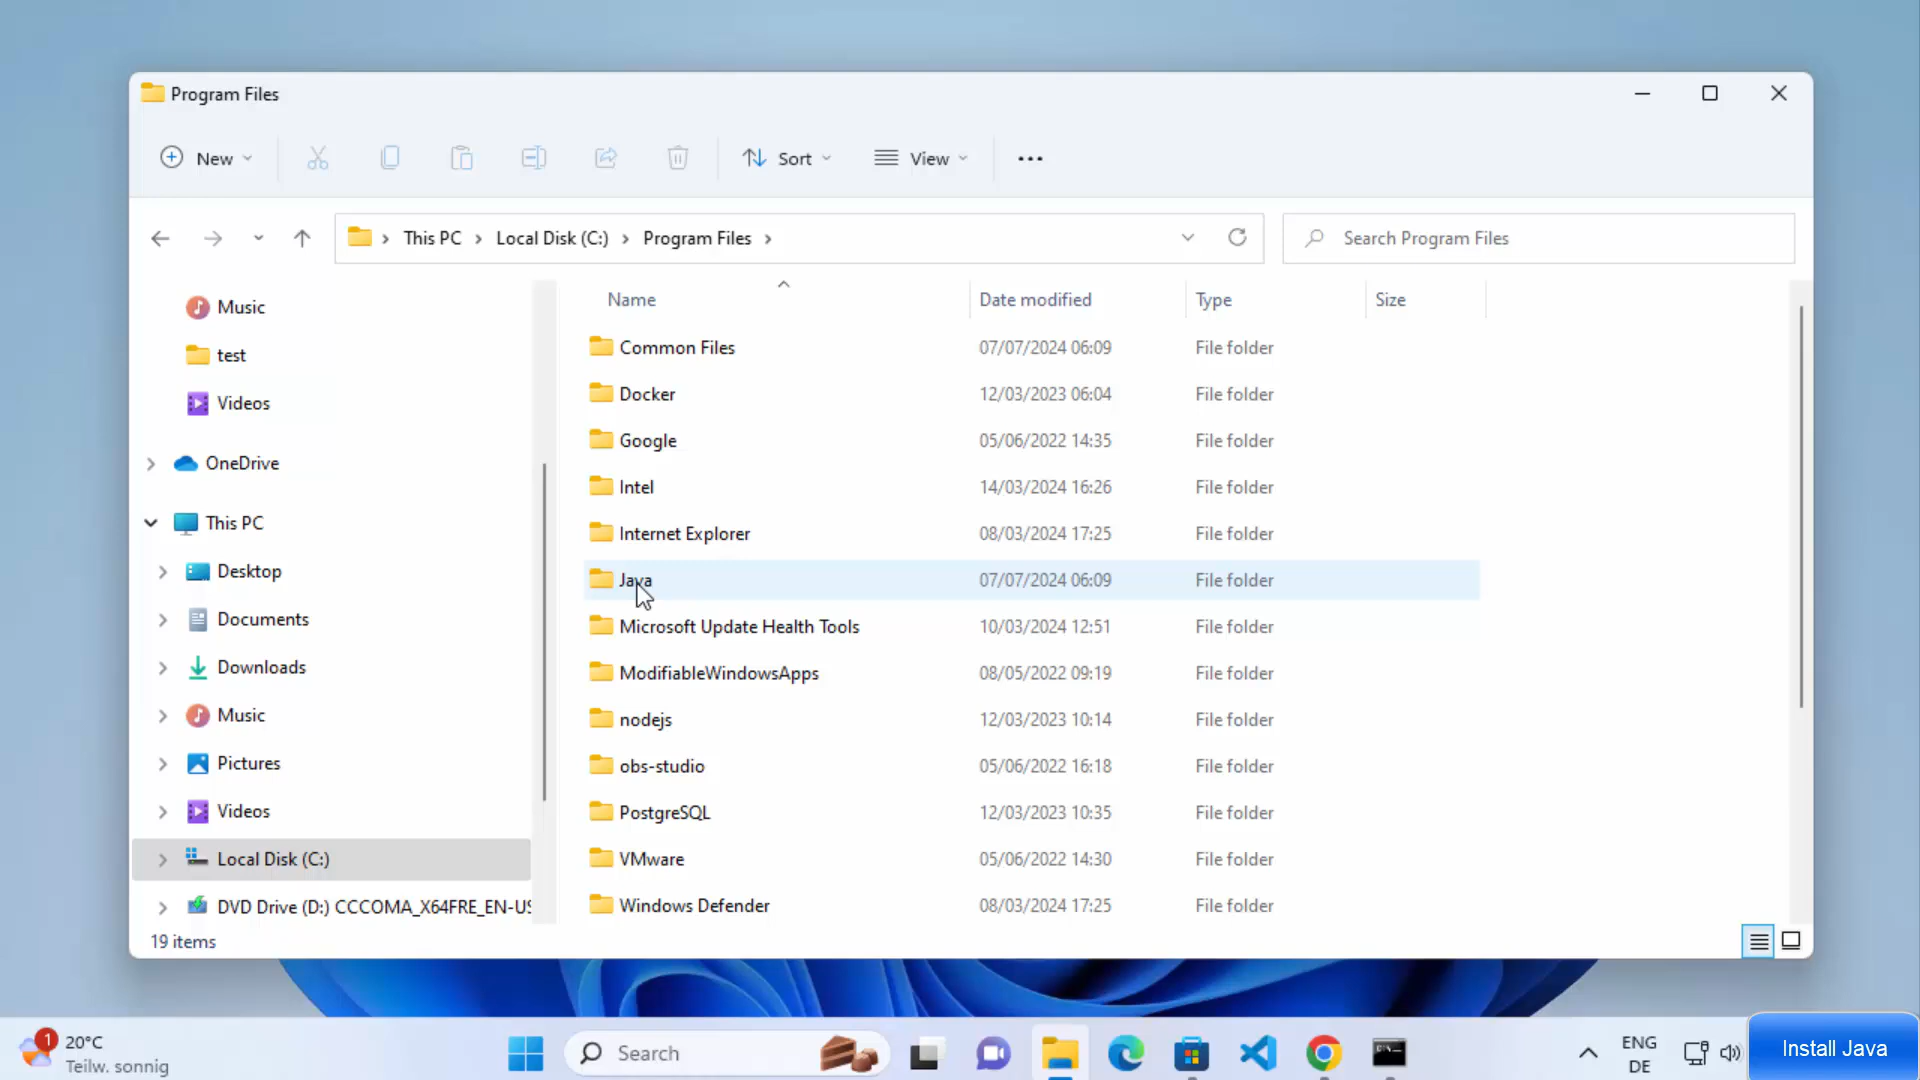 Program Files
New
Sort
View
This PC
Local Disk (C:)
Program Files
Search Program Files
Music
test
Videos
OneDrive
This PC
Desktop
Documents
Downloads
Music
Pictures
Videos
Local Disk (C:)
DVD Drive (D:) CCCOMA_X64FRE_EN-US
Name Date modified Type Size
Common Files 07/07/2024 06:09 File folder
Docker 12/03/2023 06:04 File folder
Google 05/06/2022 14:35 File folder
Intel 14/03/2024 16:26 File folder
Internet Explorer 08/03/2024 17:25 File folder
Java 07/07/2024 06:09 File folder
Microsoft Update Health Tools 10/03/2024 12:51 File folder
ModifiableWindowsApps 08/05/2022 09:19 File folder
nodejs 12/03/2023 10:14 File folder
obs-studio 05/06/2022 16:18 File folder
PostgreSQL 12/03/2023 10:35 File folder
VMware 05/06/2022 14:30 File folder
Windows Defender 08/03/2024 17:25 File folder
19 items
1
20°C
Teilw. sonnig
Search
ENG
DE
Install Java